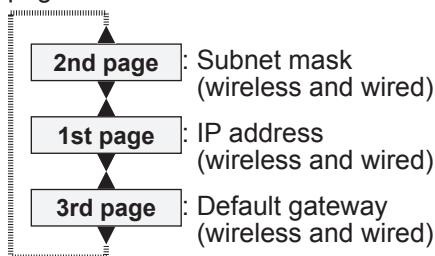 2nd page : Subnet mask
(wireless and wired)
1st page : IP address
(wireless and wired)
3rd page : Default gateway
(wireless and wired)